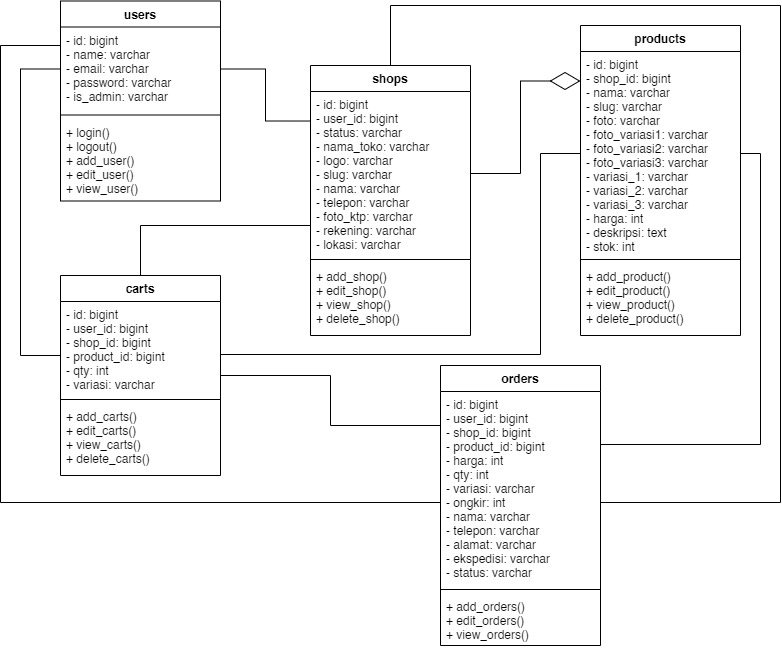 users
- id: bigint
- name: varchar
- email: varchar
- password: varchar
- is_admin: varchar
+ login()
+ logout()
+ add_user()
+ edit_user()
+ view_user()
shops
- id: bigint
- user_id: bigint
- status: varchar
- nama_toko: varchar
- logo: varchar
- slug: varchar
- nama: varchar
- telepon: varchar
- foto_ktp: varchar
- rekening: varchar
- lokasi: varchar
+ add_shop()
+ edit_shop()
+ view_shop()
+ delete_shop()
products
- id: bigint
- shop_id: bigint
- nama: varchar
- slug: varchar
- foto: varchar
- foto_variasi1: varchar
- foto_variasi2: varchar
- foto_variasi3: varchar
- variasi_1: varchar
- variasi_2: varchar
- variasi_3: varchar
- harga: int
- deskripsi: text
- stok: int
+ add_product()
+ edit_product()
+ view_product()
+ delete_product()
carts
- id: bigint
- user_id: bigint
- shop_id: bigint
- product_id: bigint
- qty: int
- variasi: varchar
+ add_carts()
+ edit_carts()
+ view_carts()
+ delete_carts()
orders
- id: bigint
- user_id: bigint
- shop_id: bigint
- product_id: bigint
- harga: int
- qty: int
- variasi: varchar
- ongkir: int
- nama: varchar
- telepon: varchar
- alamat: varchar
- ekspedisi: varchar
- status: varchar
+ add_orders()
+ edit_orders()
+ view_orders()